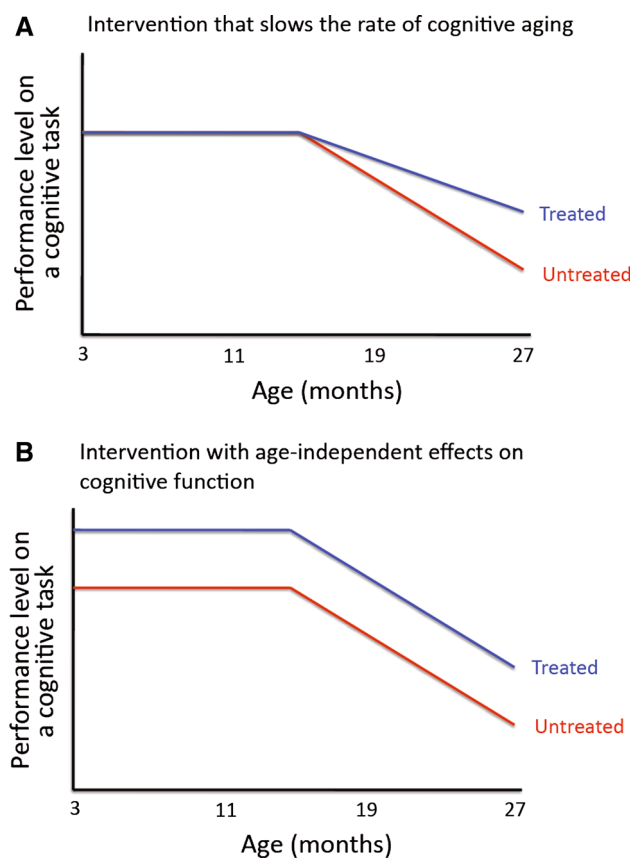 A
Intervention that slows the rate of cognitive aging
Performance level on
a cognitive task
Treated
Untreated
3
11
19
27
Age (months)
B
Intervention with age-independent effects on
cognitive function
Performance level on
a cognitive task
Treated
Untreated
3
11
19
27
Age (months)